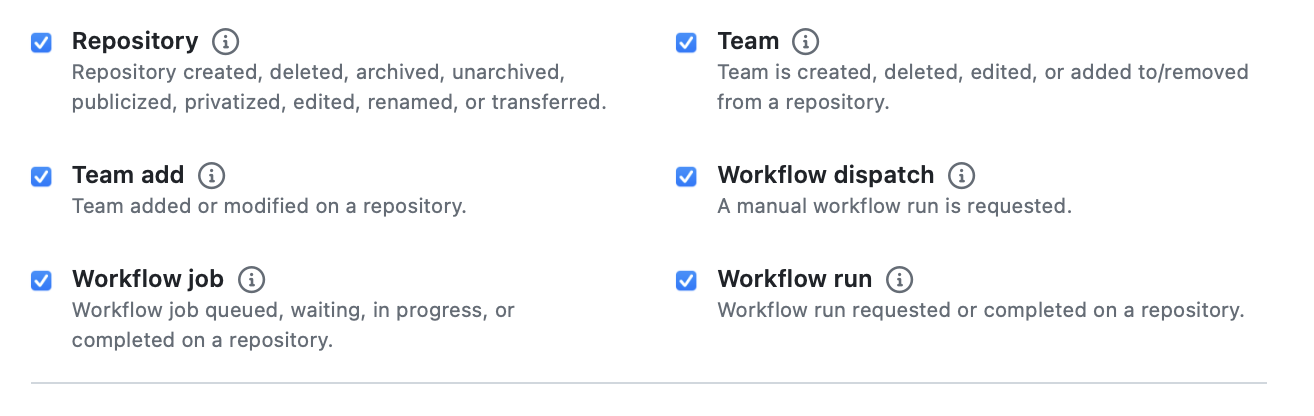 Repository
Repository created, deleted, archived, unarchived,
publicized, privatized, edited, renamed, or transferred.
Team
Team is created, deleted, edited, or added to/removed
from a repository.
Team add
Team added or modified on a repository.
Workflow dispatch
A manual workflow run is requested.
Workflow job
Workflow job queued, waiting, in progress, or
completed on a repository.
Workflow run
Workflow run requested or completed on a repository.